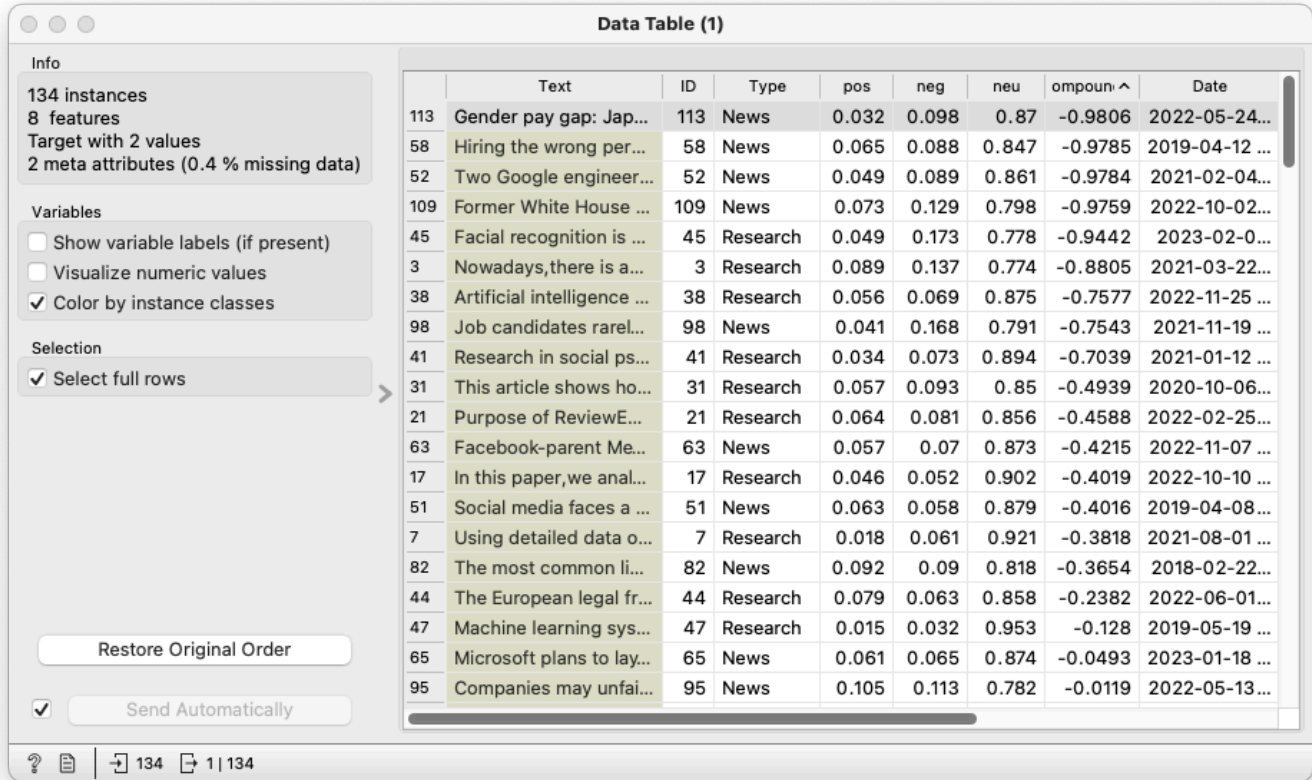 Data Table (1)
Info
134 instances
8 features
Target with 2 values
2 meta attributes (0.4 % missing data)
Variables
Show variable labels (if present)
Visualize numeric values
Color by instance classes
Selection
Select full rows
Restore Original Order
Send Automatically
Text ID Type pos neg neu ompoun Date
113 Gender pay gap: Jap... 113 News 0.032 0.098 0.87 -0.9806 2022-05-24...
58 Hiring the wrong per... 58 News 0.065 0.088 0.847 -0.9785 2019-04-12 ...
52 Two Google engineer... 52 News 0.049 0.089 0.861 -0.9784 2021-02-04...
109 Former White House ... 109 News 0.073 0.129 0.798 -0.9759 2022-10-02...
45 Facial recognition is ... 45 Research 0.049 0.173 0.778 -0.9442 2023-02-0...
3 Nowadays,there is a... 3 Research 0.089 0.137 0.774 -0.8805 2021-03-22...
38 Artificial intelligence ... 38 Research 0.056 0.069 0.875 -0.7577 2022-11-25 ...
98 Job candidates rarel... 98 News 0.041 0.168 0.791 -0.7543 2021-11-19 ...
41 Research in social ps... 41 Research 0.034 0.073 0.894 -0.7039 2021-01-12 ...
31 This article shows ho... 31 Research 0.057 0.093 0.85 -0.4939 2020-10-06...
21 Purpose of ReviewE... 21 Research 0.064 0.081 0.856 -0.4588 2022-02-25...
63 Facebook-parent Me... 63 News 0.057 0.07 0.873 -0.4215 2022-11-07 ...
17 In this paper,we anal... 17 Research 0.046 0.052 0.902 -0.4019 2022-10-10 ...
51 Social media faces a ... 51 News 0.063 0.058 0.879 -0.4016 2019-04-08...
7 Using detailed data o... 7 Research 0.018 0.061 0.921 -0.3818 2021-08-01 ...
82 The most common li... 82 News 0.092 0.09 0.818 -0.3654 2018-02-22...
44 The European legal fr... 44 Research 0.079 0.063 0.858 -0.2382 2022-06-01...
47 Machine learning sys... 47 Research 0.015 0.032 0.953 -0.128 2019-05-19 ...
65 Microsoft plans to lay... 65 News 0.061 0.065 0.874 -0.0493 2023-01-18 ...
95 Companies may unfai... 95 News 0.105 0.113 0.782 -0.0119 2022-05-13...
? 134 1|134